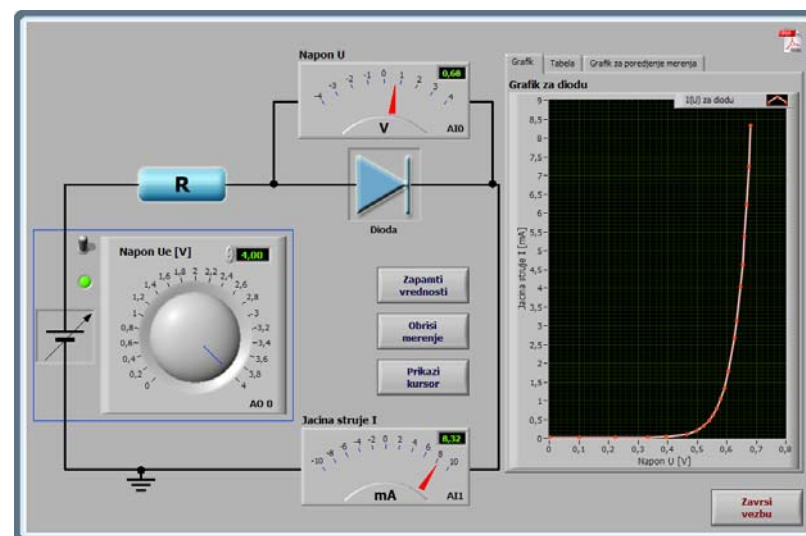 Napon U
-4 -3 -2 -1 0 1 2 3 4
0,68
V
AI0
R
Dioda
Napon Ue [V]
4,00
0 0,2 0,4 0,6 0,8 1 1,2 1,4 1,6 1,8 2 2,2 2,4 2,6 2,8 3 3,2 3,4 3,6 3,8 4
AO 0
Zapamti
vrednosti
Obrisi
merenje
Prikazi
kursor
Jacina struje I
-10 -8 -6 -4 -2 0 2 4 6 8 10
8,32
mA
AI1
Grafik Tabela Grafik za poredjenje merenja
Grafik za diodu
I(U) za diodu
Jacina struje I [mA]
9
8,5
8
7,5
7
6,5
6
5,5
5
4,5
4
3,5
3
2,5
2
1,5
1
0,5
0
0 0,1 0,2 0,3 0,4 0,5 0,6 0,7 0,8
Napon U [V]
Zavrsi
vezbu